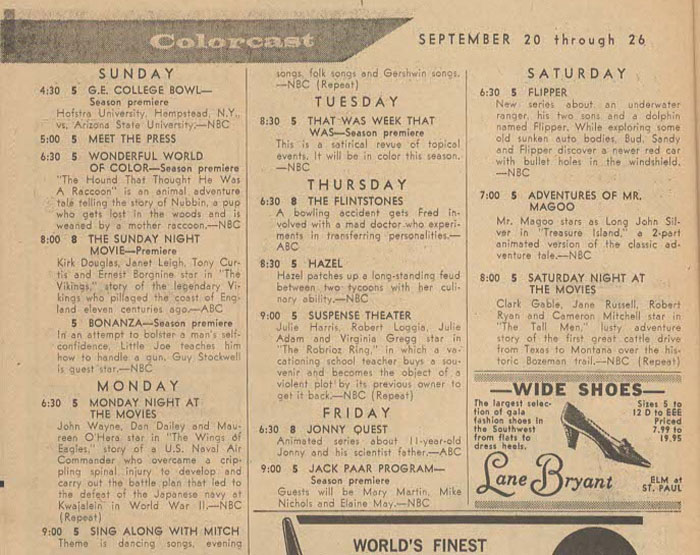 Colorcast
SEPTEMBER 20 through 26
SUNDAY
4:30 5 G.E. COLLEGE BOWL—
Season premiere
Hofstra University, Hempstead, N.Y.,
vs. Arizona State University.—NBC
5:00 5 MEET THE PRESS
6:30 5 WONDERFUL WORLD
OF COLOR—Season premiere
"The Hound That Thought He Was
A Raccoon" is an animal adventure
tale telling the story of Nubbin, a pup
who gets lost in the woods and is
weaned by a mother raccoon.—NBC
8:00 8 THE SUNDAY NIGHT
MOVIE—Premiere
Kirk Douglas, Janet Leigh, Tony Cur-
tis and Ernest Borgnine star in "The
Vikings," story of the legendary Vi-
kings who pillaged the coast of Eng-
land eleven centuries ago.—ABC
5 BONANZA—Season premiere
In an attempt to bolster a man's self-
confidence, Little Joe teaches him
how to handle a gun. Guy Stockwell
is guest star.—NBC
MONDAY
6:30 5 MONDAY NIGHT AT
THE MOVIES
John Wayne, Dan Dailey and Mau-
reen O'Hara star in "The Wings of
Eagles," story of a U.S. Naval Air
Commander who overcame a crip-
pling spinal injury to develop and
carry out the battle plan that led to
the defeat of the Japanese navy at
Kwajalein in World War II.—NBC
(Repeat)
9:00 5 SING ALONG WITH MITCH
Theme is dancing songs, evening
songs, folk songs and Gershwin songs.
—NBC (Repeat)
TUESDAY
8:30 5 THAT WAS WEEK THAT
WAS—Season premiere
This is a satirical revue of topical
events. It will be in color this season.
—NBC
THURSDAY
6:30 8 THE FLINTSTONES
A bowling accident gets Fred in-
volved with a mad doctor who experi-
ments in transferring personalities.—
ABC
8:30 5 HAZEL
Hazel patches up a long-standing feud
between two tycoons with her culi-
nary ability.—NBC
9:00 5 SUSPENSE THEATER
Julie Harris, Robert Loggia, Julie
Adam and Virginia Gregg star in
"The Robrioz Ring," in which a va-
cationing school teacher buys a sou-
venir and becomes the object of a
violent plot by its previous owner to
get it back.—NBC (Repeat)
FRIDAY
6:30 8 JONNY QUEST
Animated series about 11-year-old
Jonny and his scientist father.—ABC
9:00 5 JACK PAAR PROGRAM—
Season premiere
Guests will be Mary Martin, Mike
Nichols and Elaine May.—NBC
WORLD'S FINEST
SATURDAY
6:30 5 FLIPPER
New series about an underwater
ranger, his two sons and a dolphin
named Flipper. While exploring some
old sunken auto bodies, Bud, Sandy
and Flipper discover a newer red car
with bullet holes in the windshield.
—NBC
7:00 5 ADVENTURES OF MR.
MAGOO
Mr. Magoo stars as Long John Sil-
ver in "Treasure Island," a 2-part
animated version of the classic ad-
venture tale.—NBC
8:00 5 SATURDAY NIGHT AT
THE MOVIES
Clark Gable, Jane Russell, Robert
Ryan and Cameron Mitchell star in
"The Tall Men," lusty adventure
story of the first great cattle drive
from Texas to Montana over the his-
toric Bozeman trail.—NBC (Repeat)
—WIDE SHOES—
The largest selec-
tion of gala
fashion shoes in
the Southwest
from flats to
dress heels.
Sizes 5 to
12 D to EEE
Priced
7.99 to
19.95
Lane Bryant
ELM at
ST. PAUL